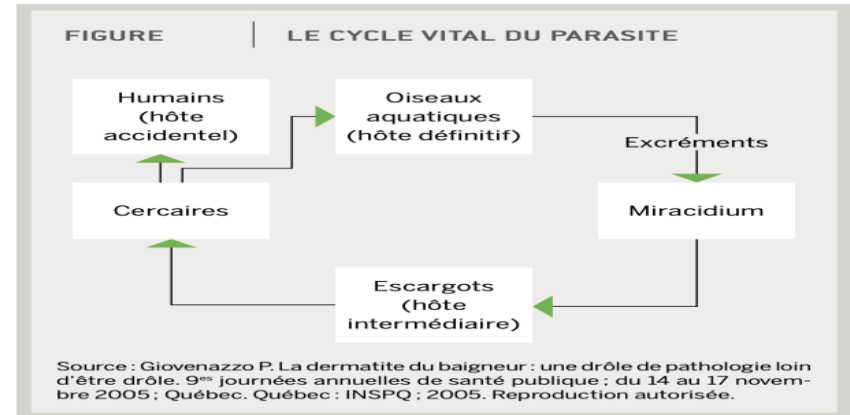 FIGURE | LE CYCLE VITAL DU PARASITE
Humains
(hôte
accidentel)
Oiseaux
aquatiques
(hôte définitif)
Excréments
Cercaires
Miracidium
Escargots
(hôte
intermédiaire)
Source : Giovenazzo P. La dermatite du baigneur : une drôle de pathologie loin
d'être drôle. 9es journées annuelles de santé publique ; du 14 au 17 novem-
bre 2005 ; Québec. Québec : INSPQ ; 2005. Reproduction autorisée.